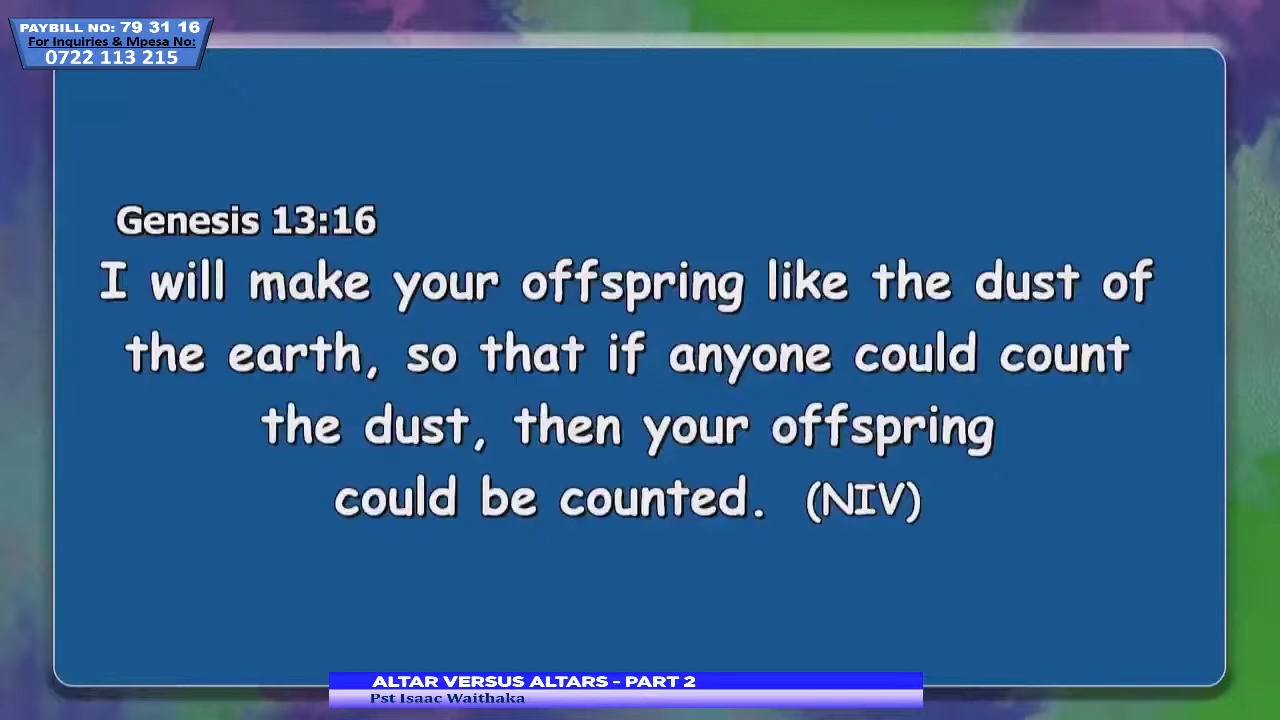 PAYBILL NO: 79 31 16
For Inquiries & Mpesa No:
0722 113 215
Genesis 13:16
I will make your offspring like the dust of
the earth, so that if anyone could count
the dust, then your offspring
could be counted. (NIV)
ALTAR VERSUS ALTARS - PART 2
Pst Isaac Waithaka